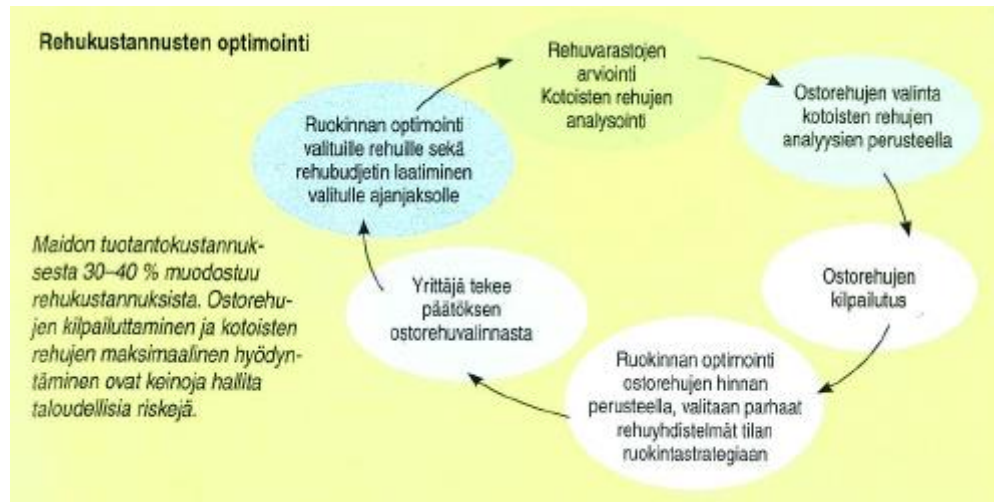 Rehukustannusten optimointi
Rehuvarastojen
arviointi
Kotoisten rehujen
analysointi
Ostorehujen valinta
kotoisten rehujen
analyysien perusteella
Ostorehujen
kilpailutus
Ruokinnan optimointi
ostorehujen hinnan
perusteella, valitaan parhaat
rehuyhdistelmät tilan
ruokintastrategiaan
Yrittäjä tekee
päätöksen
ostorehuvalinnasta
Ruokinnan optimointi
valituille rehuille sekä
rehubudjetin laatiminen
valitulle ajanjaksolle
Maidon tuotantokustannuk-
sesta 30–40 % muodostuu
rehukustannuksista. Ostorehu-
jen kilpailuttaminen ja kotoisten
rehujen maksimaalinen hyödyn-
täminen ovat keinoja hallita
taloudellisia riskejä.